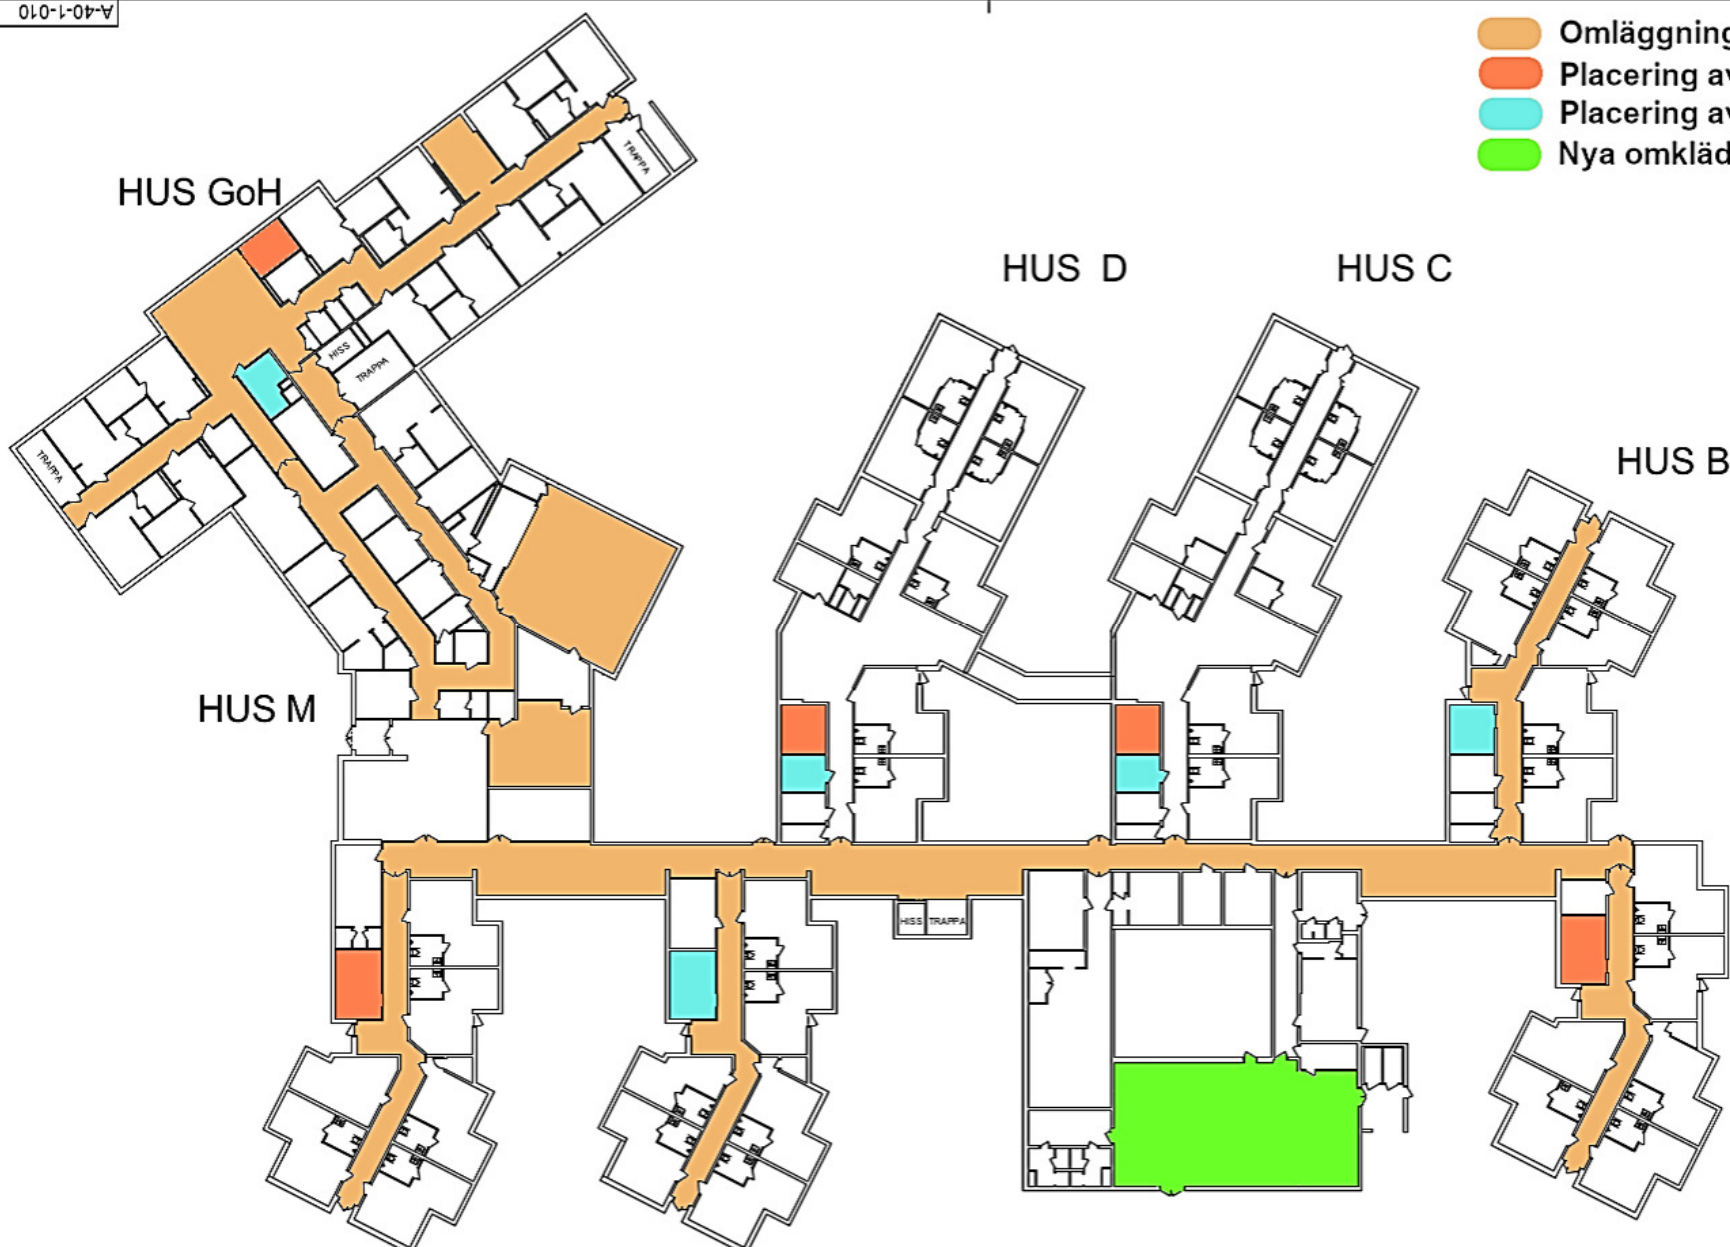 A-40-1-010
Omläggning
Placering av
Placering av
Nya omkläd
HUS GoH
TRAPPA
HUS D
HUS C
HISS
TRAPPA
TRAPPA
HUS B
HUS M
HISS
TRAPPA